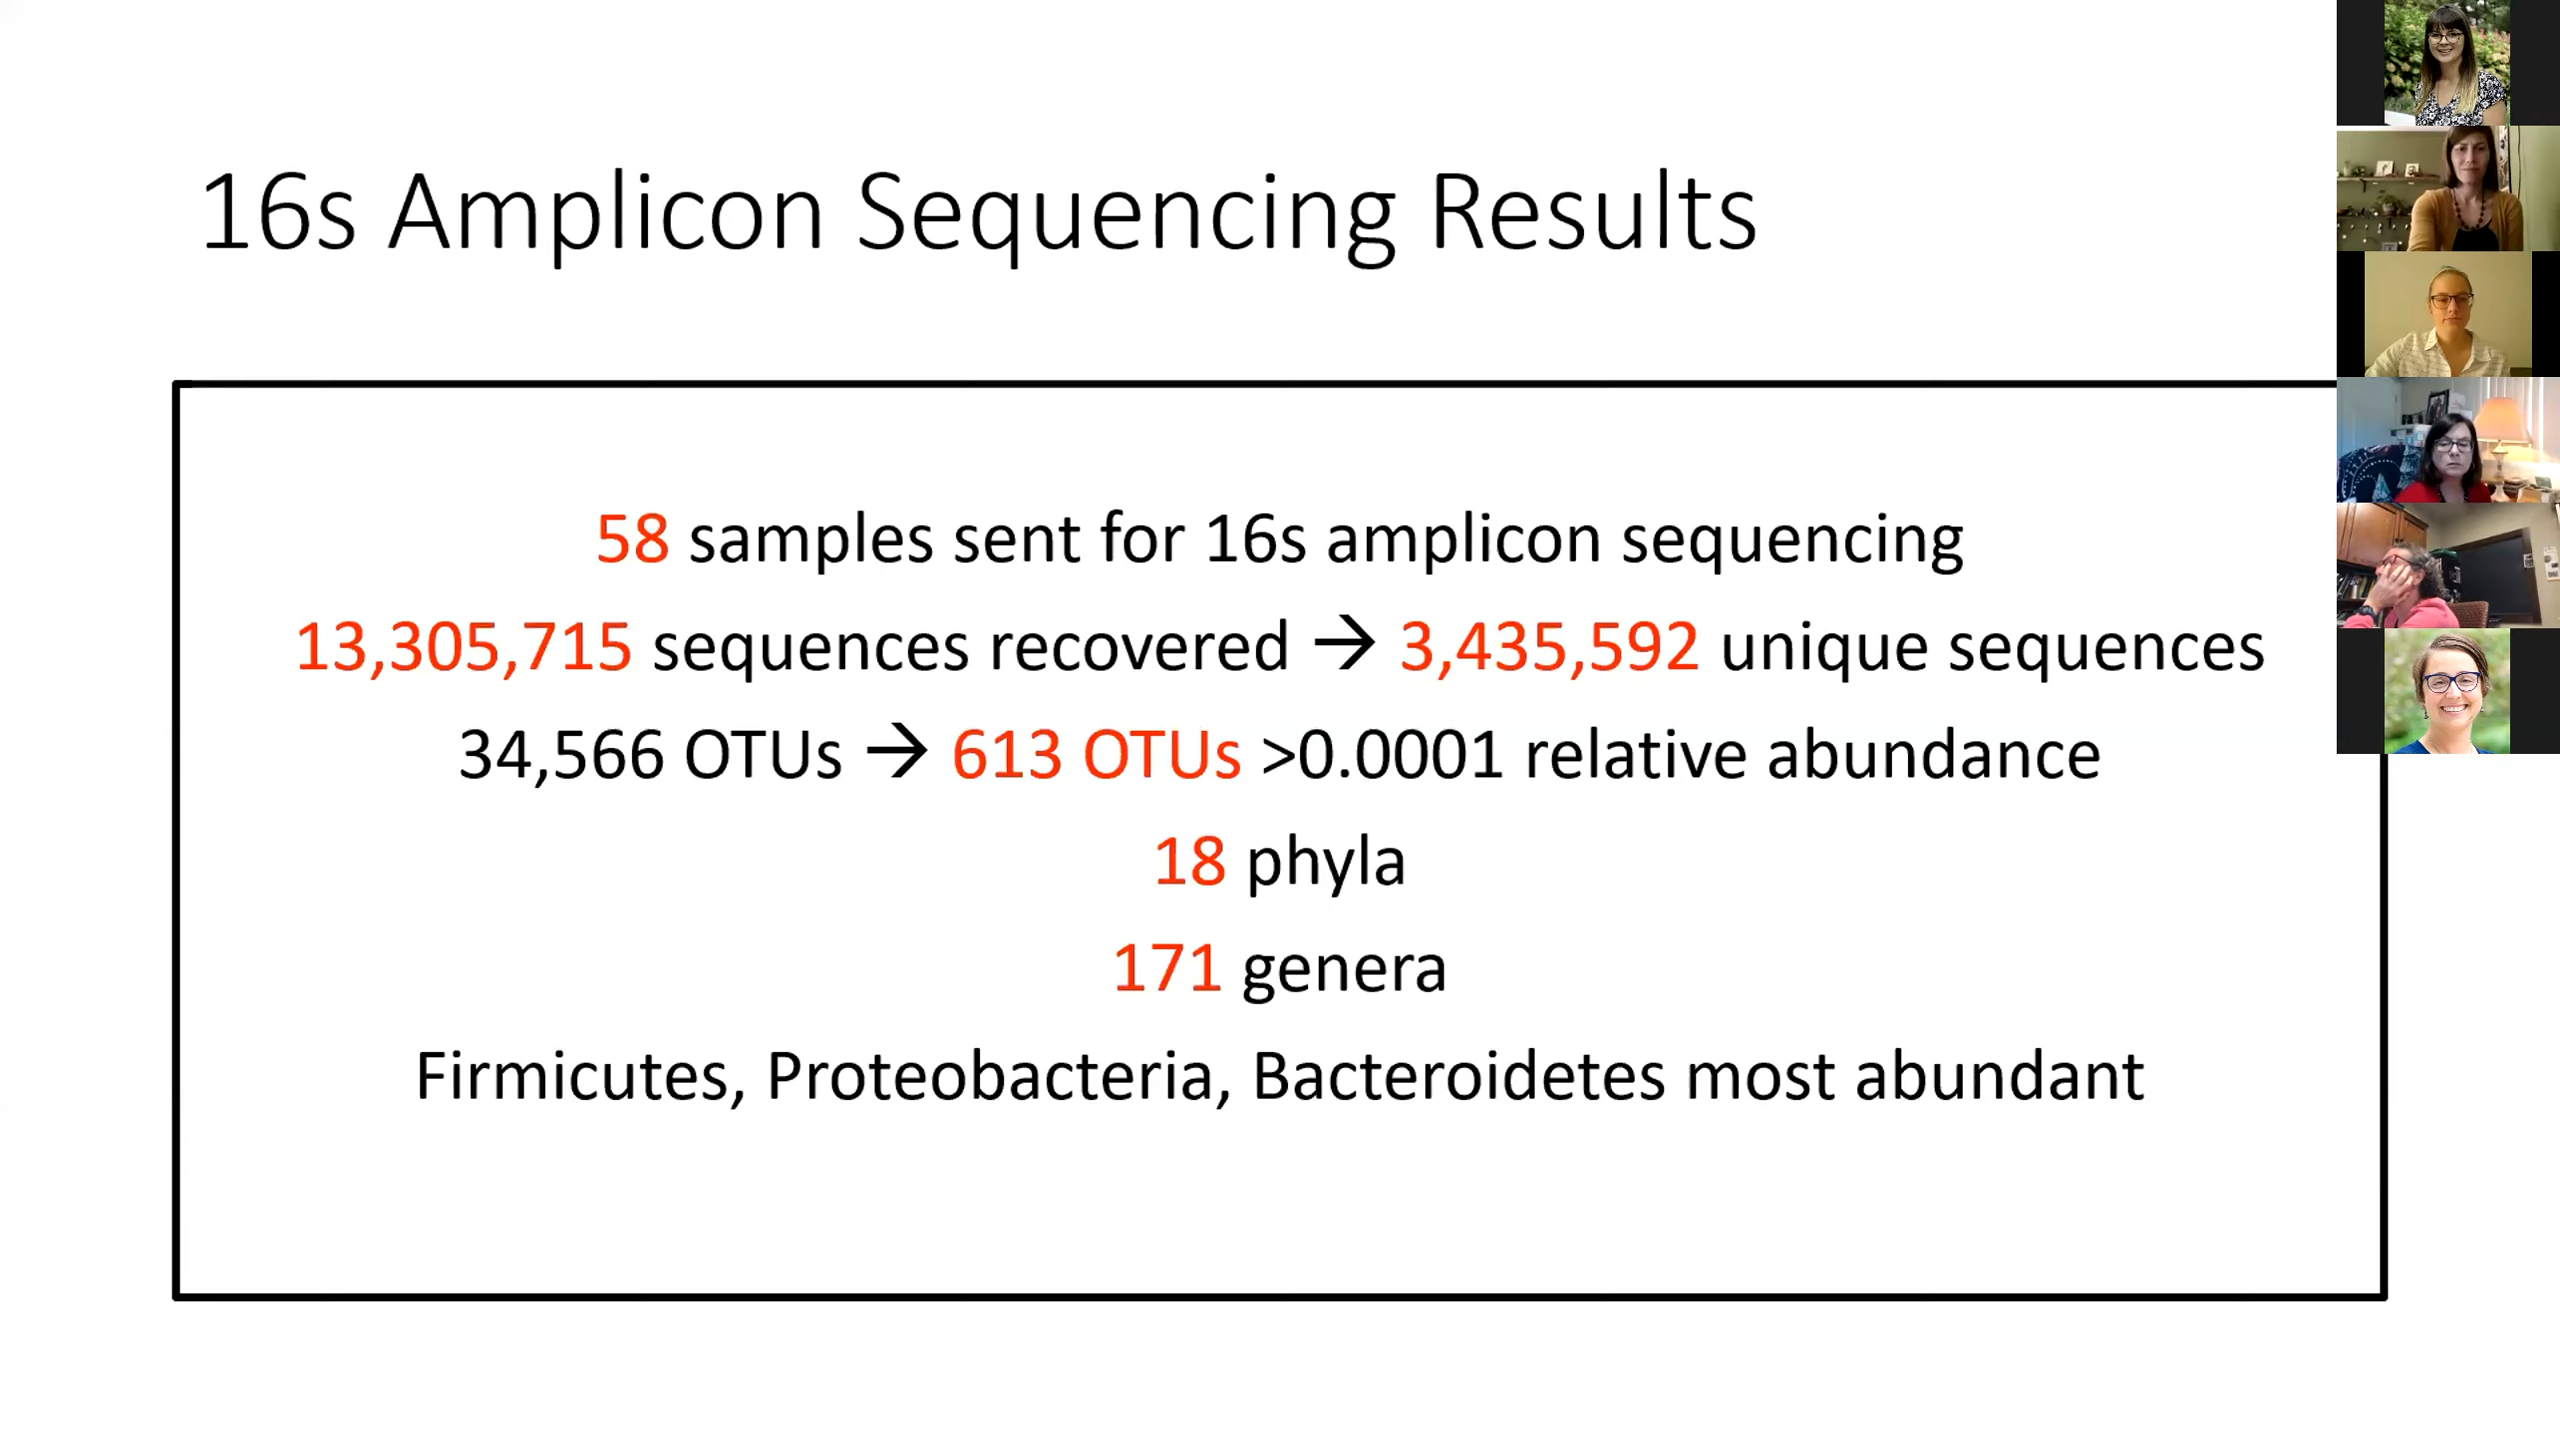 16s Amplicon Sequencing Results
58 samples sent for 16s amplicon sequencing
13,305,715 sequences recovered → 3,435,592 unique sequences
34,566 OTUs → 613 OTUs >0.0001 relative abundance
18 phyla
171 genera
Firmicutes, Proteobacteria, Bacteroidetes most abundant